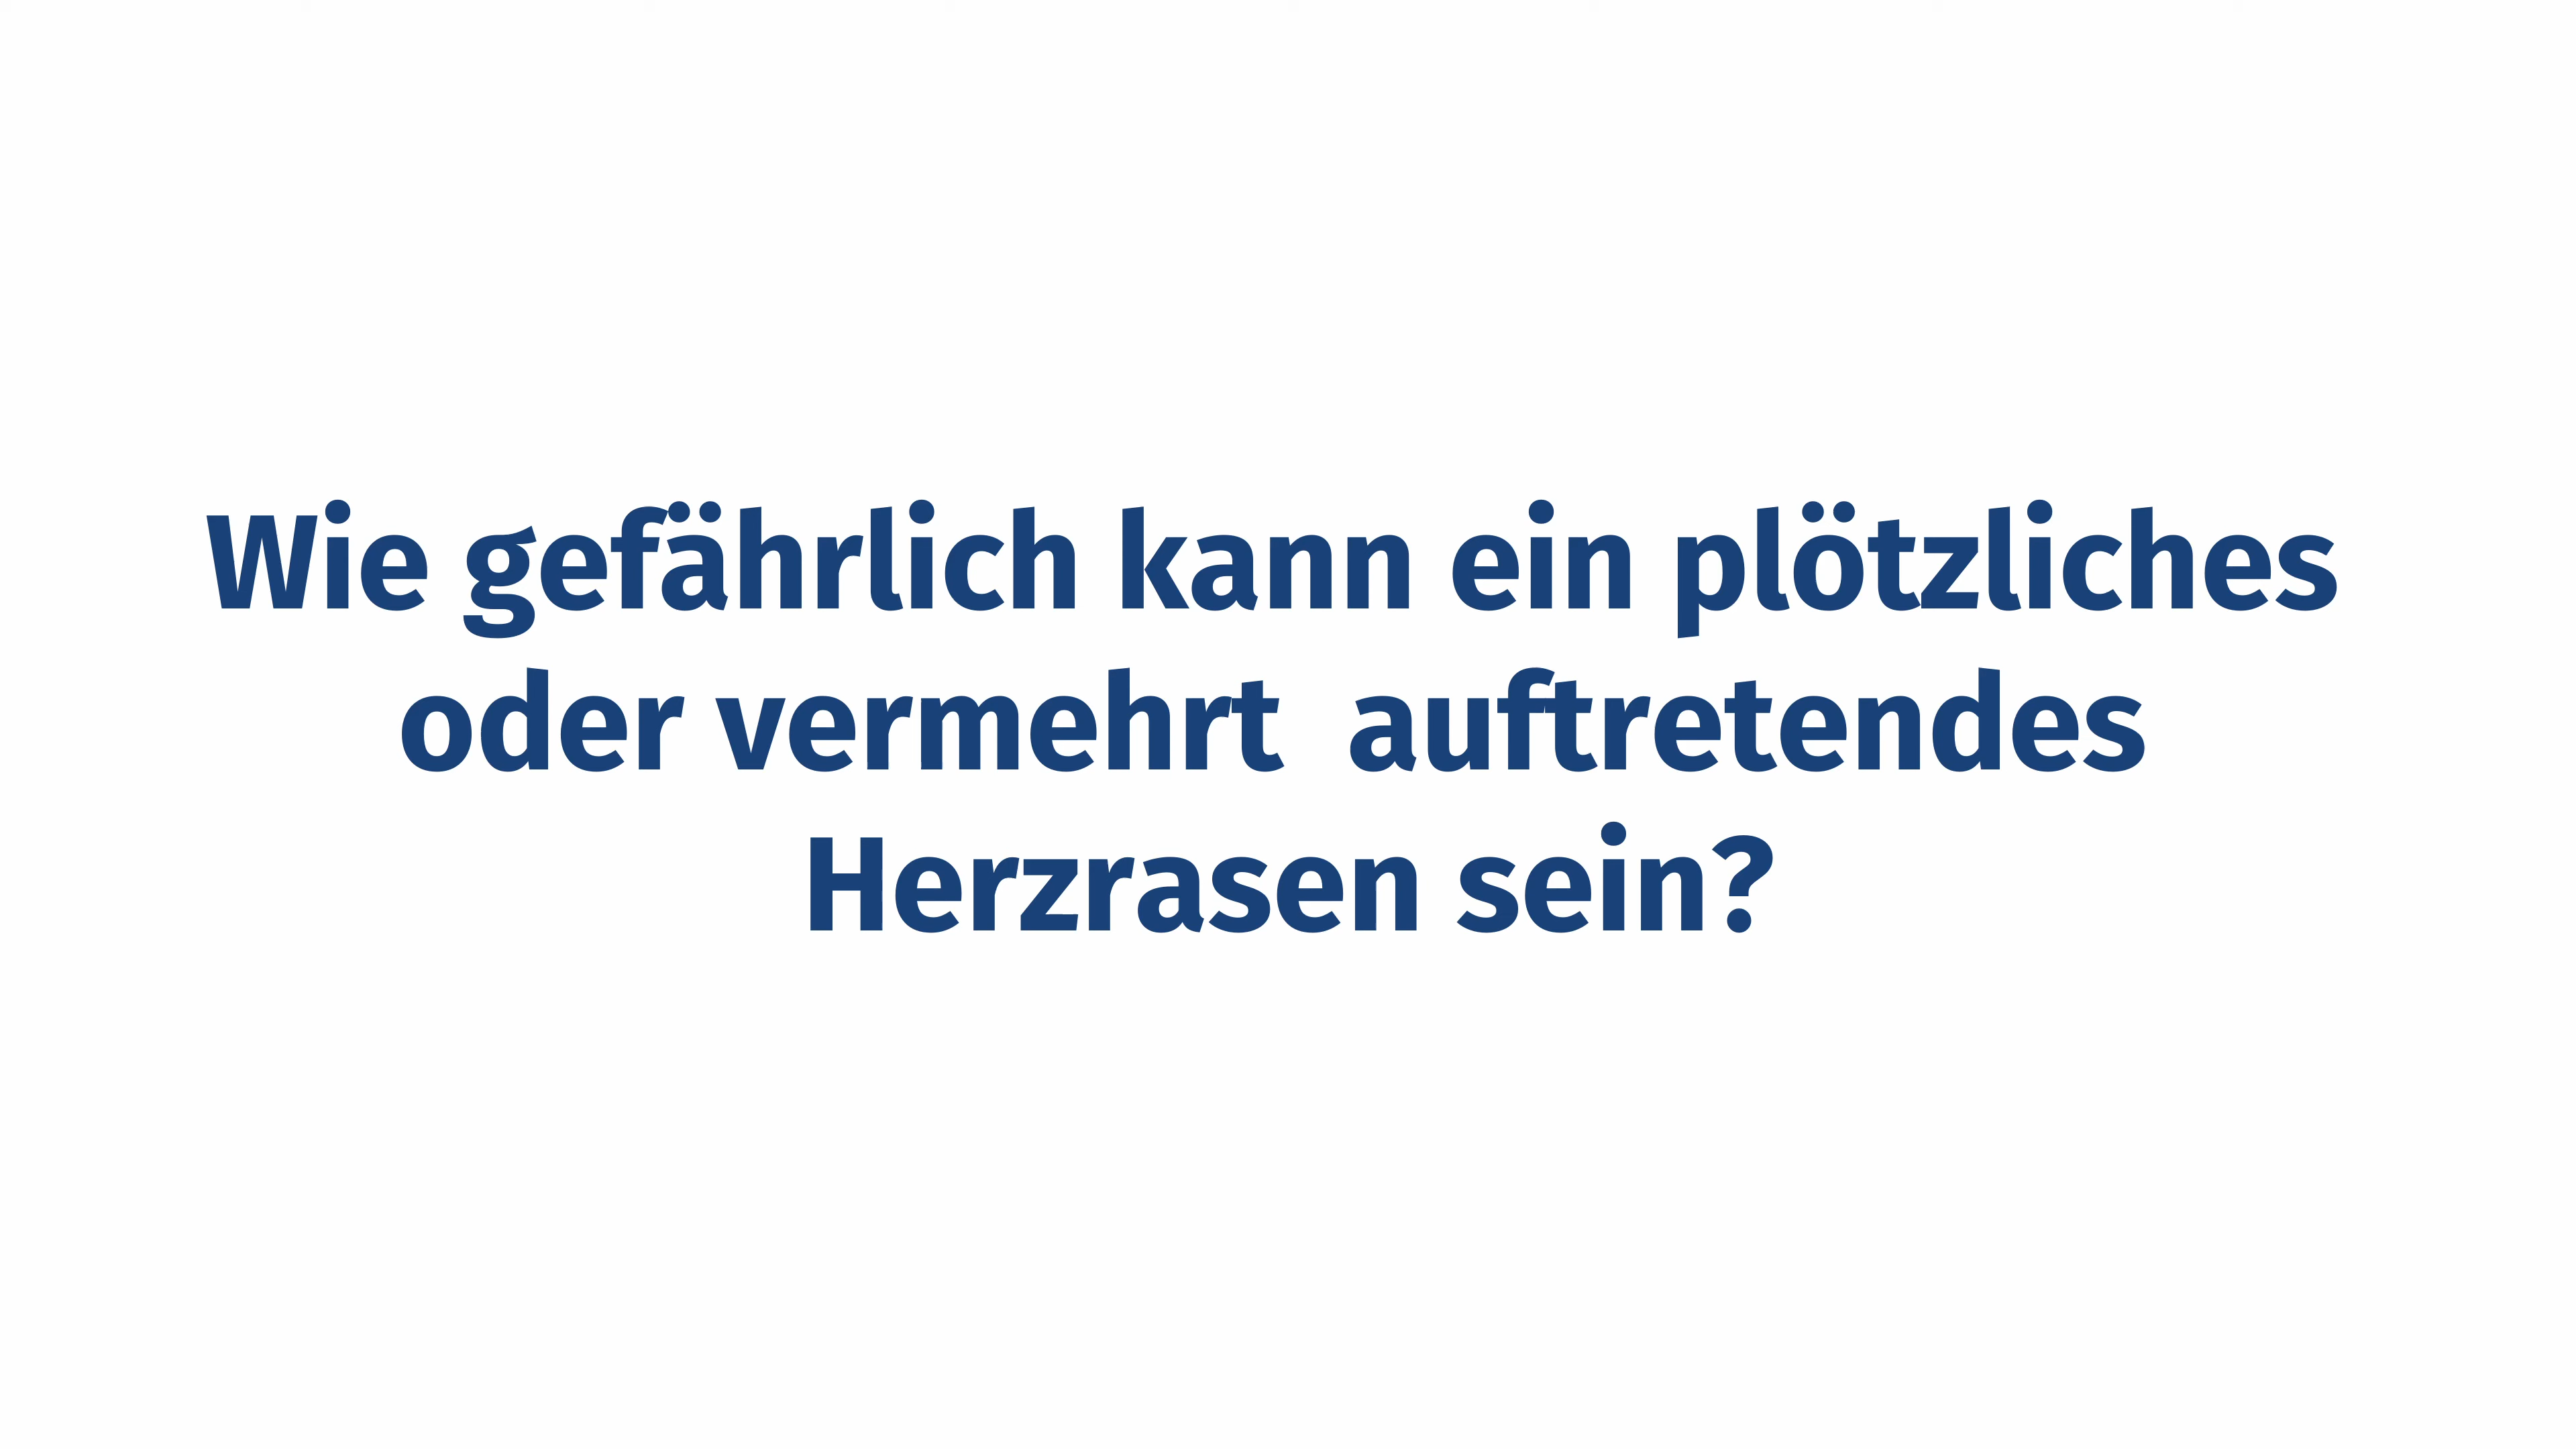 Wie gefährlich kann ein plötzliches
oder vermehrt  auftretendes
Herzrasen sein?